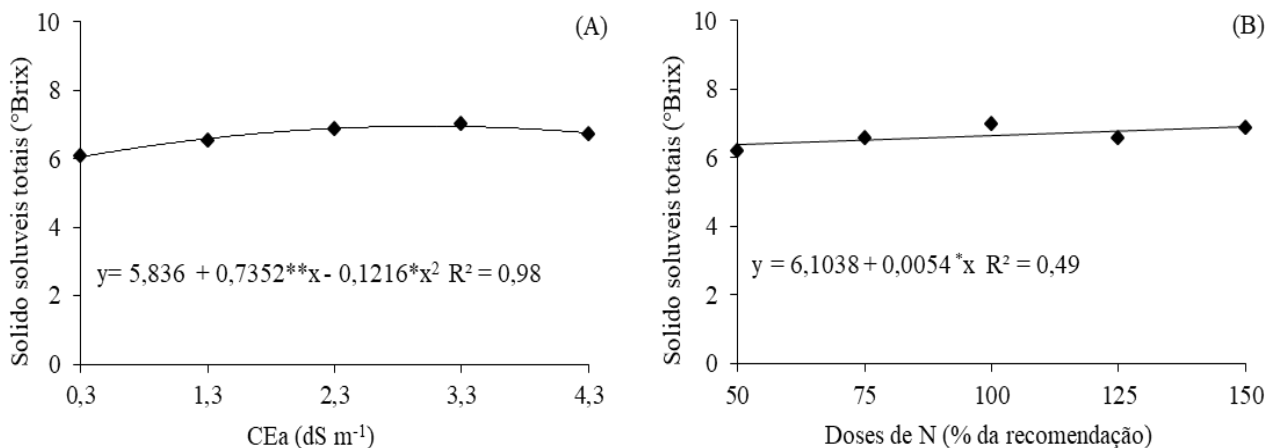 (A)
Solido soluveis totais (°Brix)
10
8
6
4
2
0
y= 5,836 + 0,7352**x - 0,1216*x² R² = 0,98
0,3 1,3 2,3 3,3 4,3
CEa (dS m⁻¹)
(B)
Solido soluveis totais (°Brix)
10
8
6
4
2
0
y = 6,1038 + 0,0054 *x R² = 0,49
50 75 100 125 150
Doses de N (% da recomendação)